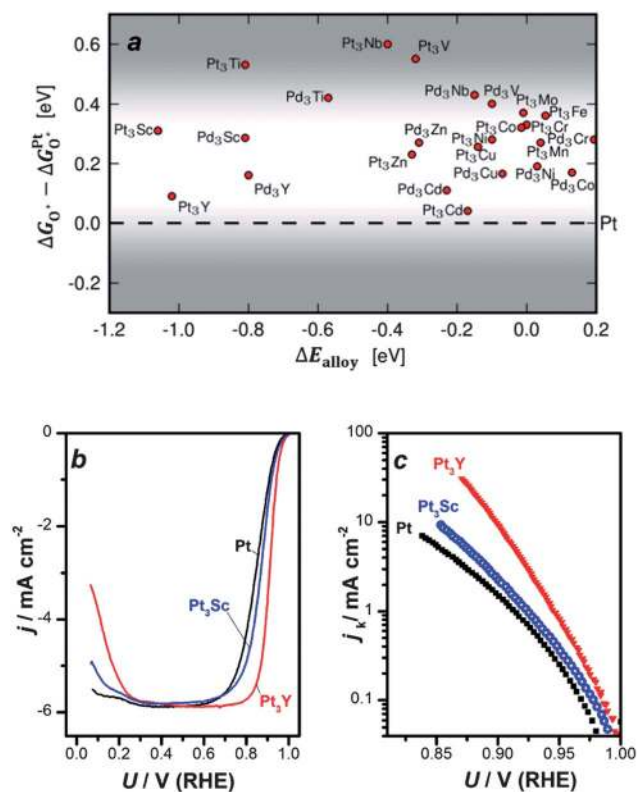 a
0.6
0.4
0.2
0.0
-0.2
ΔG_O* − ΔG_O*^Pt [eV]
Pt₃Nb
Pt₃V
Pt₃Ti
Pd₃Ti
Pd₃Nb
Pd₃V
Pt₃Mo
Pt₃Fe
Pt₃Sc
Pd₃Sc
Pd₃Zn
Pt₃Ni
Pt₃Co
Pt₃Cr
Pd₃Cr
Pt₃Zn
Pt₃Cu
Pt₃Mn
Pt₃Y
Pd₃Y
Pd₃Cd
Pd₃Cu
Pd₃Ni
Pd₃Co
Pt₃Cd
Pt
-1.2 -1.0 -0.8 -0.6 -0.4 -0.2 0.0 0.2
ΔE_alloy [eV]
b
0
-2
-4
-6
j / mA cm⁻²
Pt
Pt₃Sc
Pt₃Y
0.0 0.2 0.4 0.6 0.8 1.0
U / V (RHE)
c
100
10
1
0.1
j_k / mA cm⁻²
Pt₃Y
Pt₃Sc
Pt
0.85 0.90 0.95 1.00
U / V (RHE)